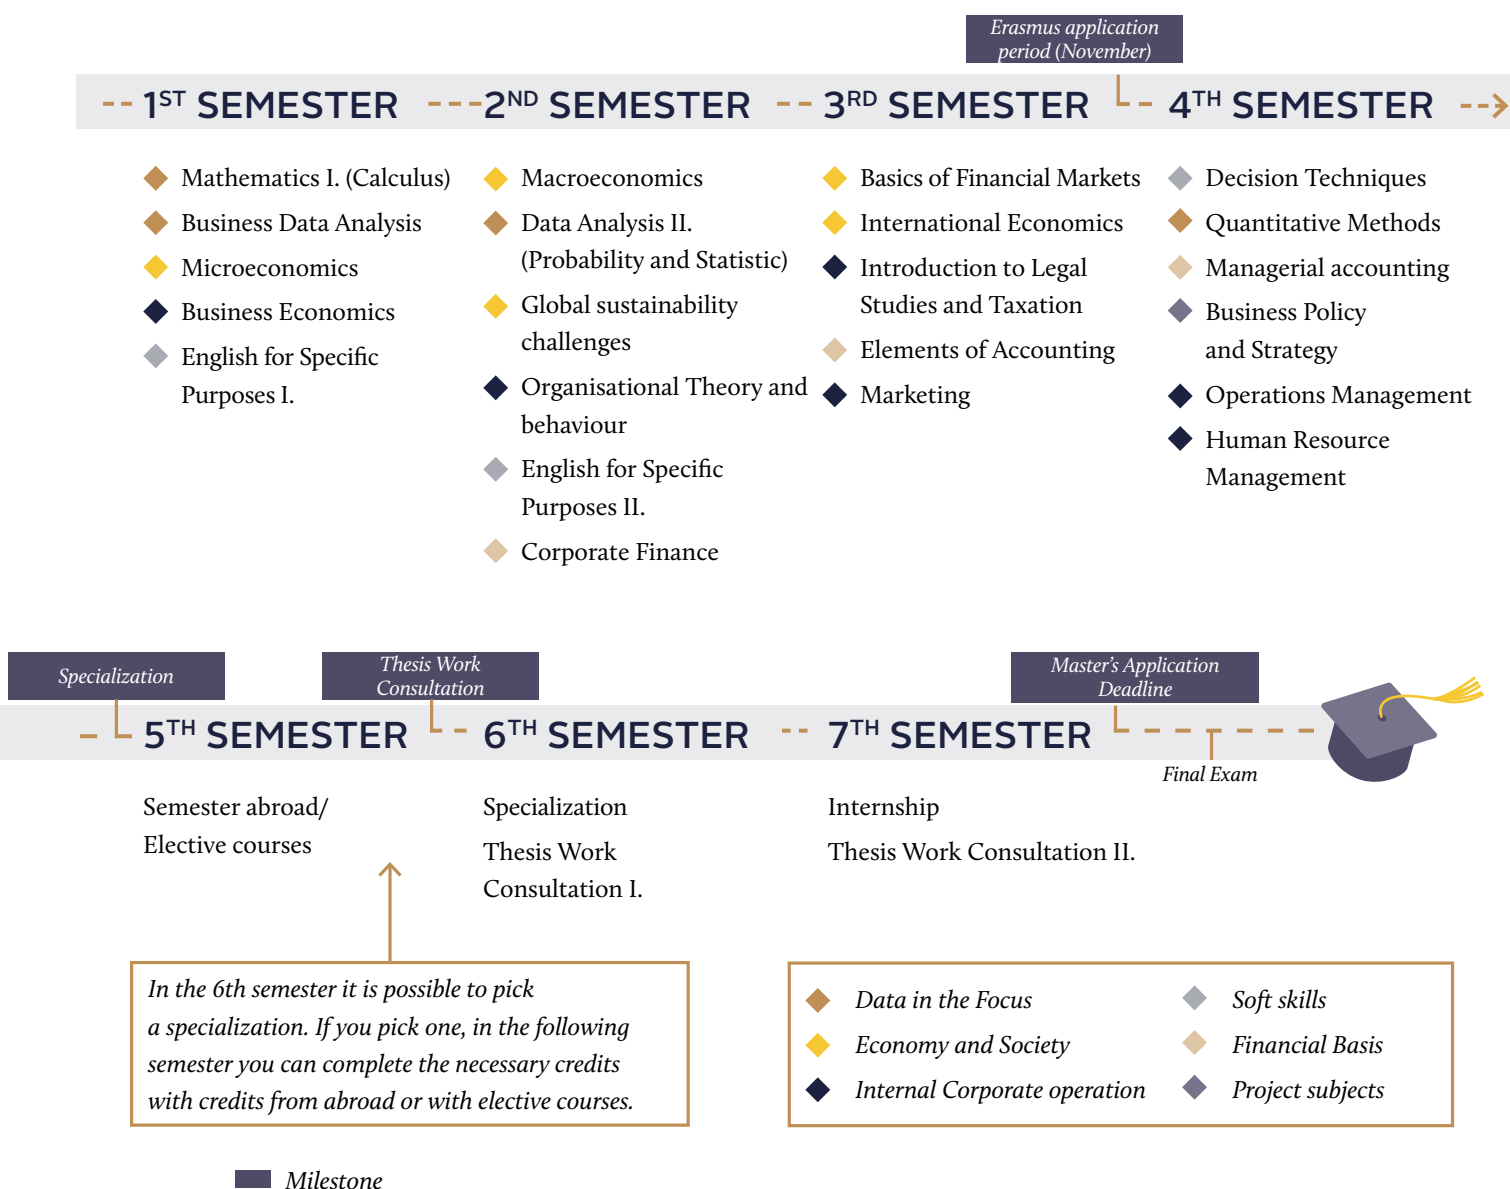 Erasmus application
period (November)
1ST SEMESTER
2ND SEMESTER
3RD SEMESTER
4TH SEMESTER
Mathematics I. (Calculus)
Business Data Analysis
Microeconomics
Business Economics
English for Specific
Purposes I.
Macroeconomics
Data Analysis II.
(Probability and Statistic)
Global sustainability
challenges
Organisational Theory and
behaviour
English for Specific
Purposes II.
Corporate Finance
Basics of Financial Markets
International Economics
Introduction to Legal
Studies and Taxation
Elements of Accounting
Marketing
Decision Techniques
Quantitative Methods
Managerial accounting
Business Policy
and Strategy
Operations Management
Human Resource
Management
Specialization
Thesis Work
Consultation
Master's Application
Deadline
5TH SEMESTER
6TH SEMESTER
7TH SEMESTER
Final Exam
Semester abroad/
Elective courses
Specialization
Thesis Work
Consultation I.
Internship
Thesis Work Consultation II.
In the 6th semester it is possible to pick
a specialization. If you pick one, in the following
semester you can complete the necessary credits
with credits from abroad or with elective courses.
Data in the Focus
Economy and Society
Internal Corporate operation
Soft skills
Financial Basis
Project subjects
Milestone